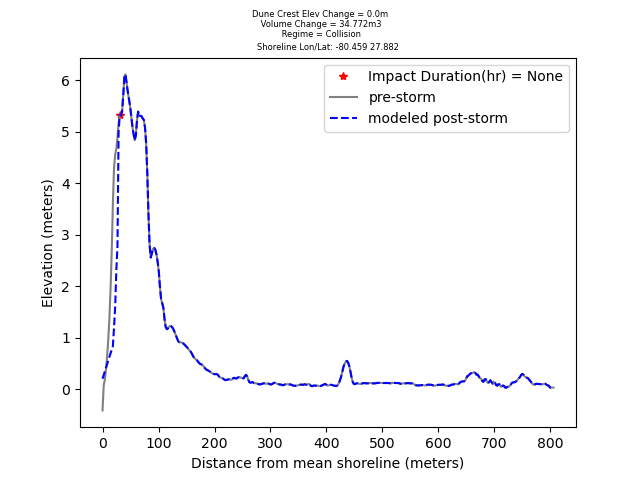 Dune Crest Elev Change = 0.0m
Volume Change = 34.772m3
Regime = Collision
Shoreline Lon/Lat: -80.459 27.882
Impact Duration(hr) = None
pre-storm
modeled post-storm
Elevation (meters)
6
5
4
3
2
1
0
0 100 200 300 400 500 600 700 800
Distance from mean shoreline (meters)